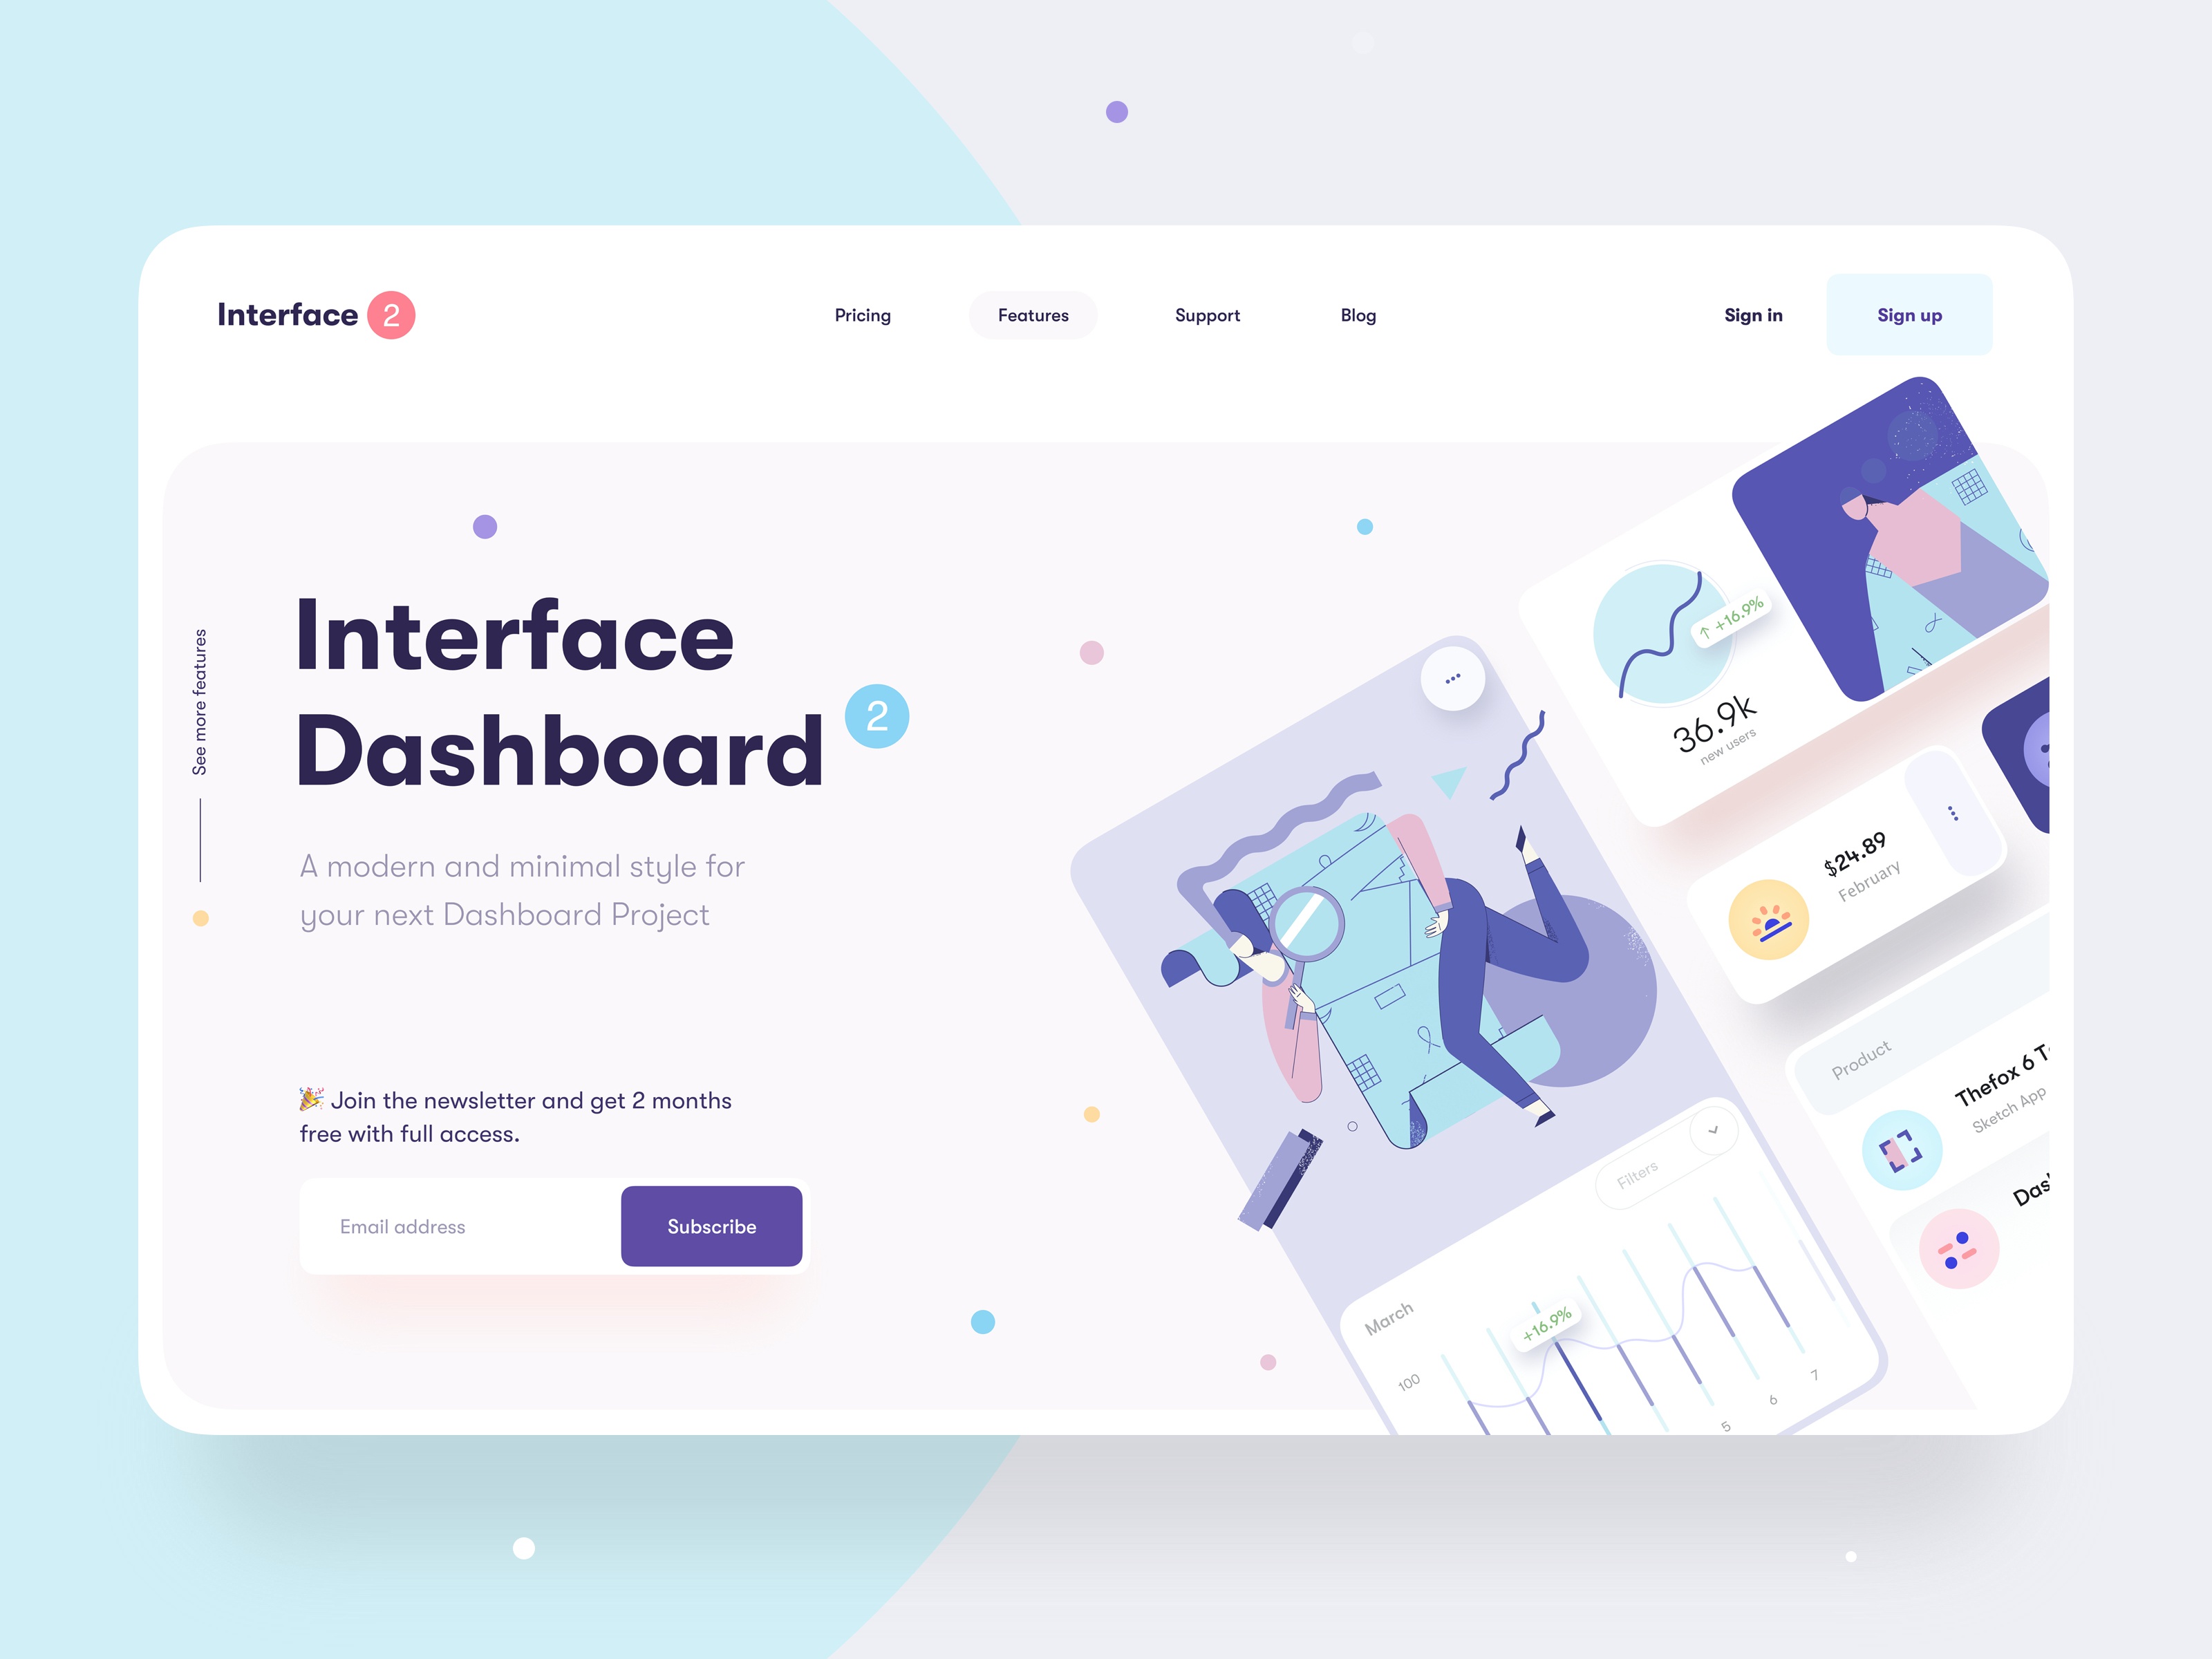 Interface 2
Pricing
Features
Support
Blog
Sign in
Sign up
See more features
Interface
Dashboard 2
A modern and minimal style for
your next Dashboard Project
🎉 Join the newsletter and get 2 months
free with full access.
Email address
Subscribe
↑ +16.9%
36.9k
new users
$24.89
February
Product
Thefox 6
Sketch App
Filters
March
+16.9%
100
5
6
7